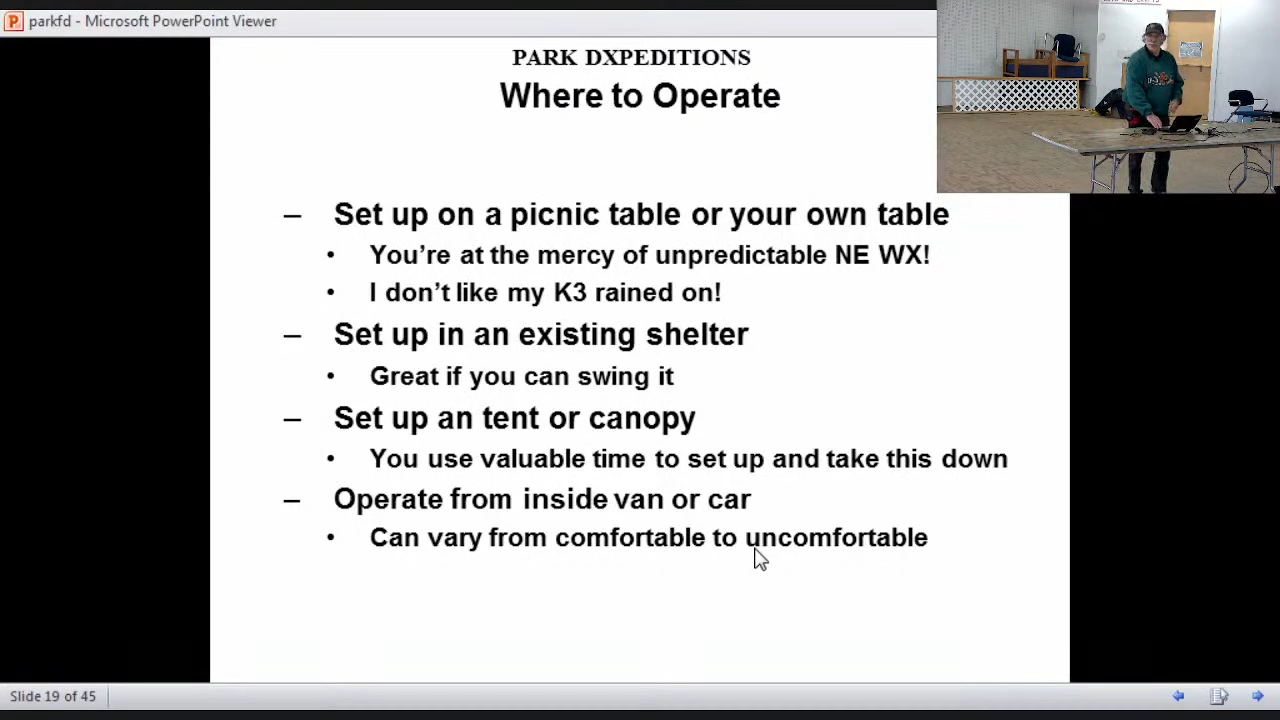 parkfd - Microsoft PowerPoint Viewer
PARK DXPEDITIONS
Where to Operate
– Set up on a picnic table or your own table
• You're at the mercy of unpredictable NE WX!
• I don't like my K3 rained on!
– Set up in an existing shelter
• Great if you can swing it
– Set up an tent or canopy
• You use valuable time to set up and take this down
– Operate from inside van or car
• Can vary from comfortable to uncomfortable
Slide 19 of 45